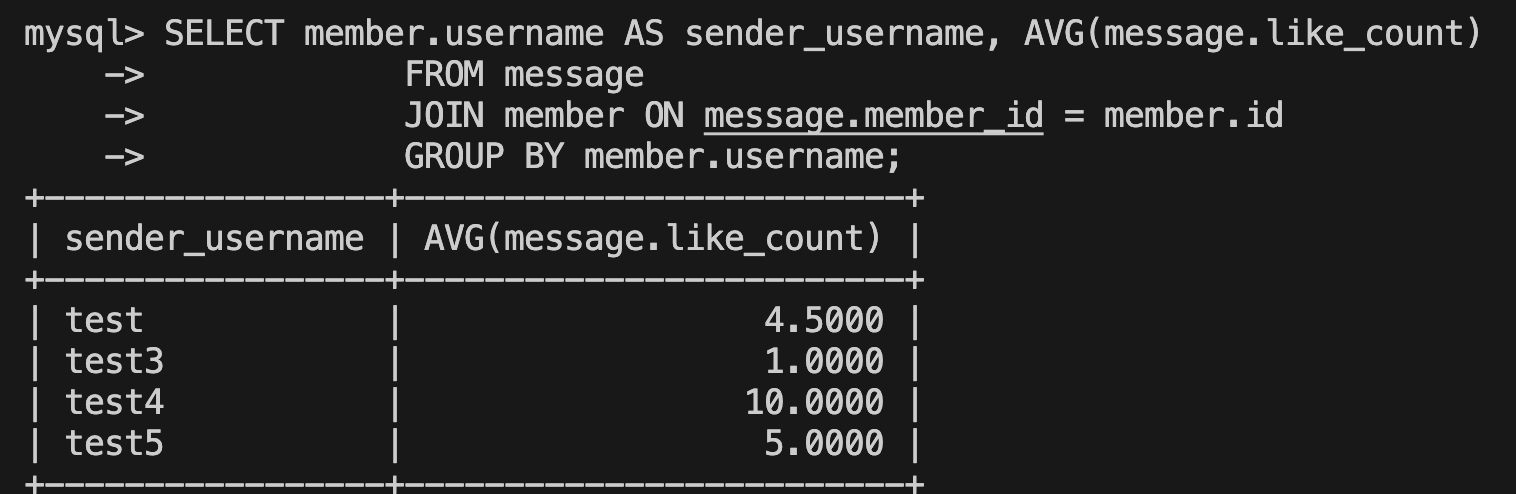 mysql> SELECT member.username AS sender_username, AVG(message.like_count)
    ->              FROM message
    ->              JOIN member ON message.member_id = member.id
    ->              GROUP BY member.username;
+-----------------+-------------------------+
| sender_username | AVG(message.like_count) |
+-----------------+-------------------------+
| test            |                  4.5000 |
| test3           |                  1.0000 |
| test4           |                 10.0000 |
| test5           |                  5.0000 |
+-----------------+-------------------------+